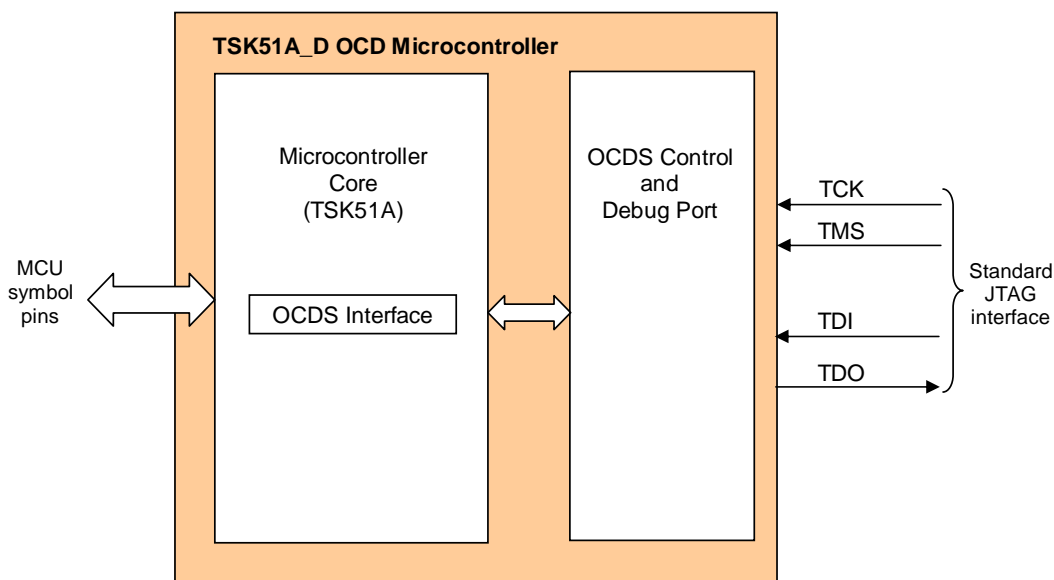 TSK51A_D OCD Microcontroller
Microcontroller
Core
(TSK51A)
OCDS Interface
OCDS Control
and
Debug Port
MCU
symbol
pins
TCK
TMS
TDI
TDO
Standard
JTAG
interface